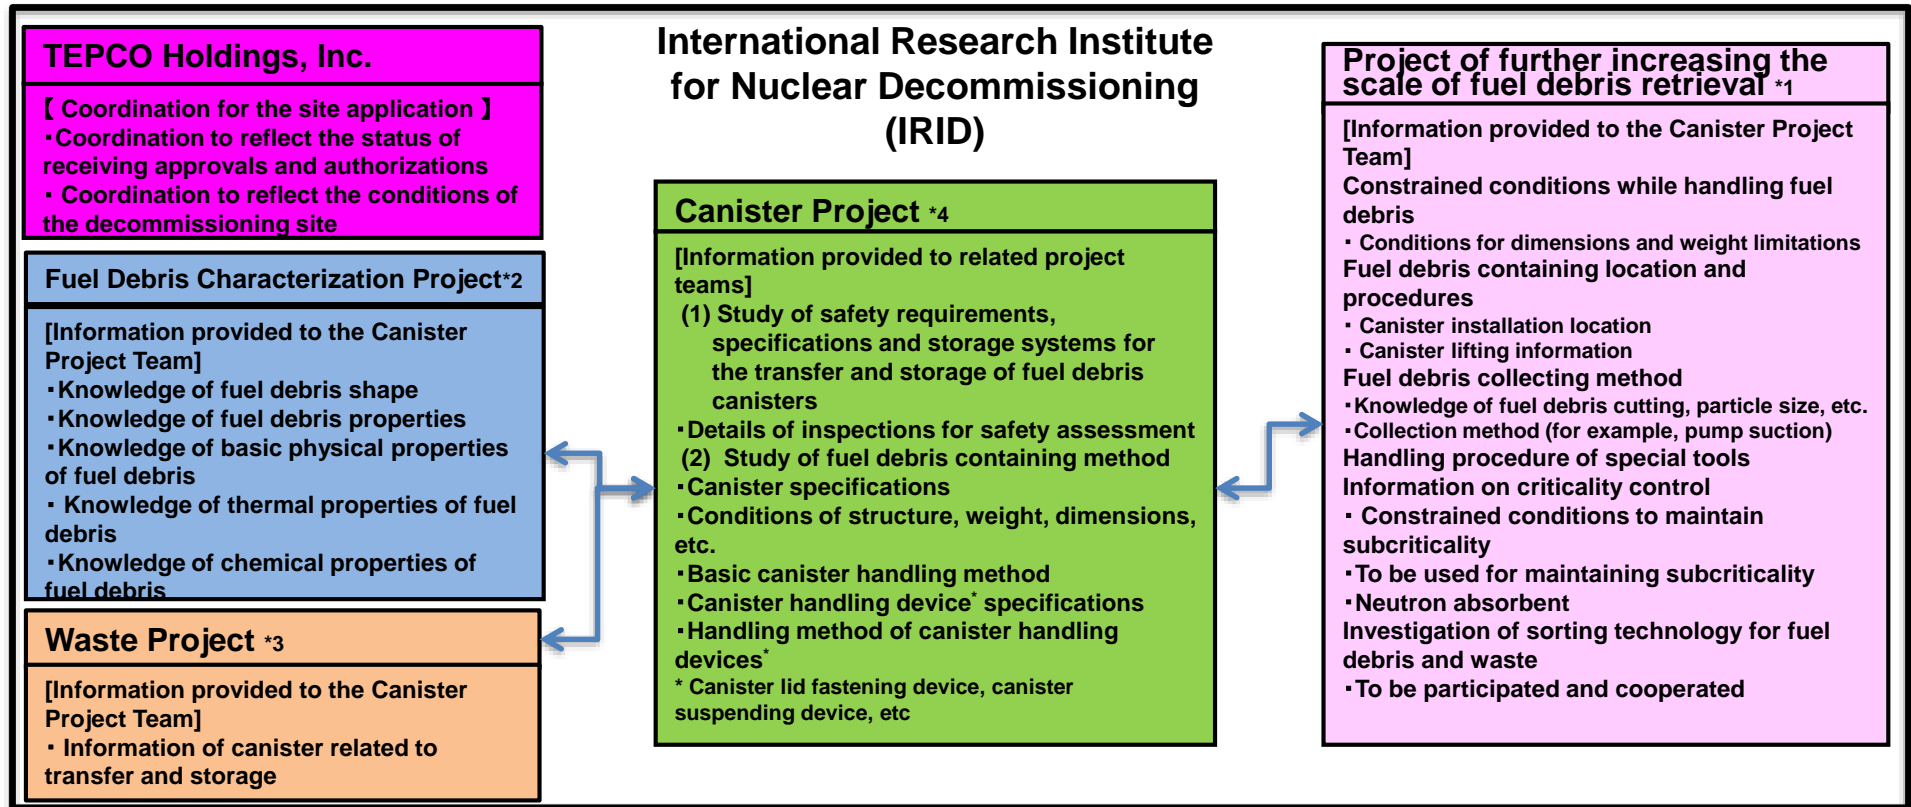 TEPCO Holdings, Inc.
【 Coordination for the site application 】
・Coordination to reflect the status of
receiving approvals and authorizations
・ Coordination to reflect the conditions of
the decommissioning site
Fuel Debris Characterization Project*2
[Information provided to the Canister
Project Team]
・Knowledge of fuel debris shape
・Knowledge of fuel debris properties
・Knowledge of basic physical properties
of fuel debris
・ Knowledge of thermal properties of fuel
debris
・Knowledge of chemical properties of
fuel debris
Waste Project *3
[Information provided to the Canister
Project Team]
・ Information of canister related to
transfer and storage
International Research Institute
for Nuclear Decommissioning
(IRID)
Canister Project *4
[Information provided to related project
teams]
(1) Study of safety requirements,
specifications and storage systems for
the transfer and storage of fuel debris
canisters
・Details of inspections for safety assessment
(2) Study of fuel debris containing method
・Canister specifications
・Conditions of structure, weight, dimensions,
etc.
・Basic canister handling method
・Canister handling device* specifications
・Handling method of canister handling
devices*
* Canister lid fastening device, canister
suspending device, etc
Project of further increasing the
scale of fuel debris retrieval *1
[Information provided to the Canister Project
Team]
Constrained conditions while handling fuel
debris
・ Conditions for dimensions and weight limitations
Fuel debris containing location and
procedures
・ Canister installation location
・ Canister lifting information
Fuel debris collecting method
・Knowledge of fuel debris cutting, particle size, etc.
・Collection method (for example, pump suction)
Handling procedure of special tools
Information on criticality control
・ Constrained conditions to maintain
subcriticality
・To be used for maintaining subcriticality
・Neutron absorbent
Investigation of sorting technology for fuel
debris and waste
・To be participated and cooperated